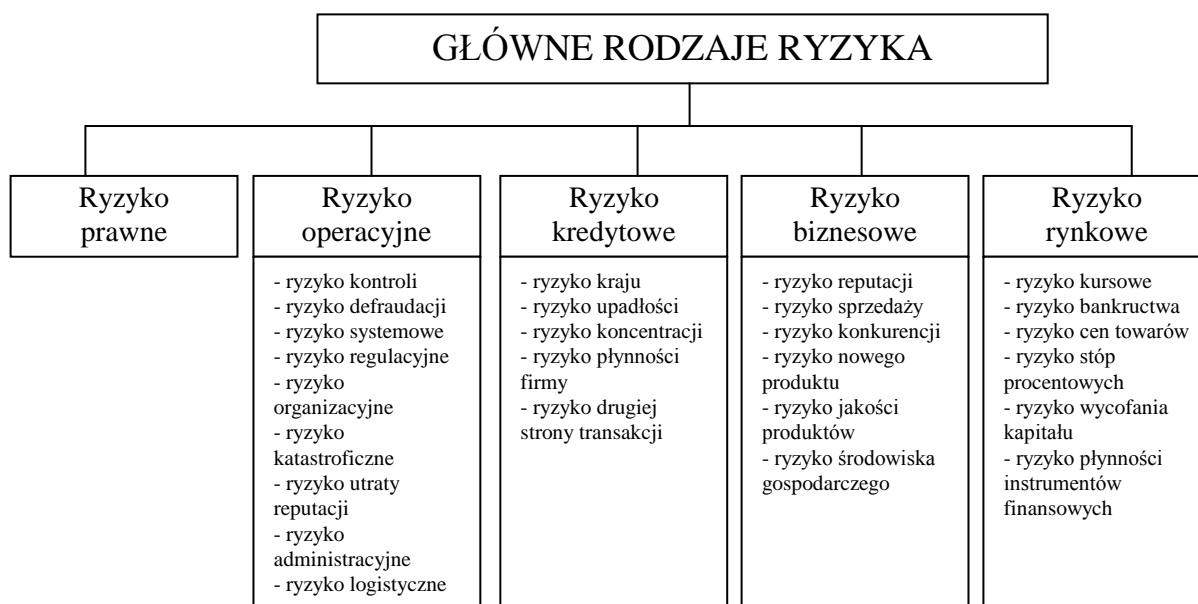 GŁÓWNE RODZAJE RYZYKA
Ryzyko
prawne
Ryzyko
operacyjne
- ryzyko kontroli
- ryzyko defraudacji
- ryzyko systemowe
- ryzyko regulacyjne
- ryzyko
organizacyjne
- ryzyko
katastroficzne
- ryzyko utraty
reputacji
- ryzyko
administracyjne
- ryzyko logistyczne
Ryzyko
kredytowe
- ryzyko kraju
- ryzyko upadłości
- ryzyko koncentracji
- ryzyko płynności
firmy
- ryzyko drugiej
strony transakcji
Ryzyko
biznesowe
- ryzyko reputacji
- ryzyko sprzedaży
- ryzyko konkurencji
- ryzyko nowego
produktu
- ryzyko jakości
produktów
- ryzyko środowiska
gospodarczego
Ryzyko
rynkowe
- ryzyko kursowe
- ryzyko bankructwa
- ryzyko cen towarów
- ryzyko stóp
procentowych
- ryzyko wycofania
kapitału
- ryzyko płynności
instrumentów
finansowych